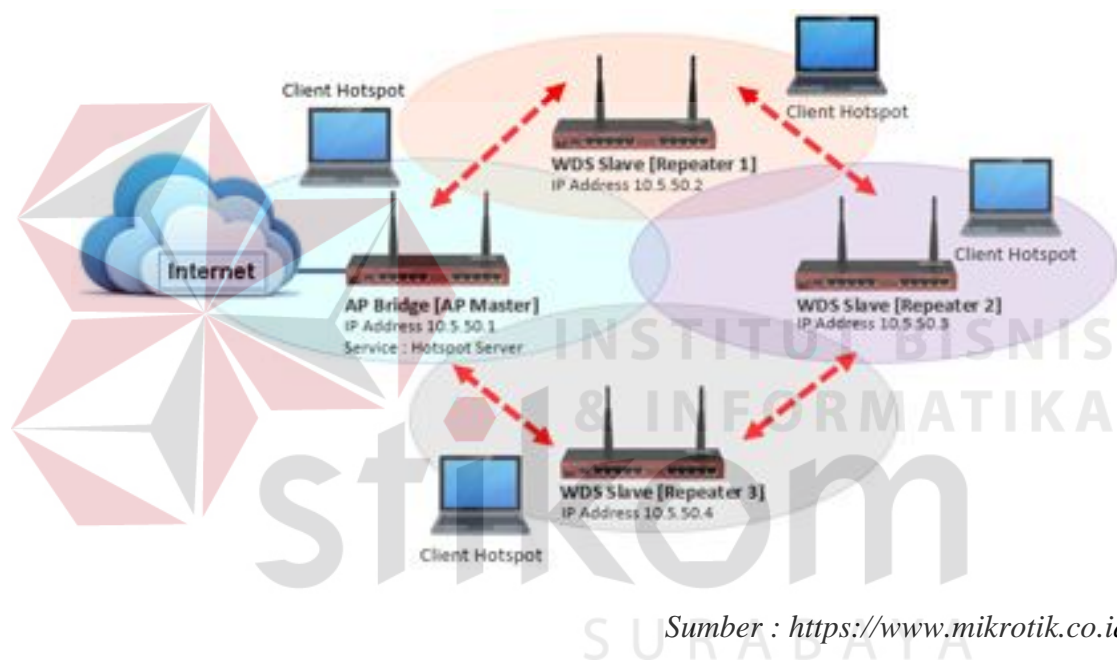 Client Hotspot
Client Hotspot
WDS Slave [Repeater 1]
IP Address 10.5.50.2
Internet
Client Hotspot
AP Bridge [AP Master]
IP Address 10.5.50.1
Service : Hotspot Server
WDS Slave [Repeater 2]
IP Address 10.5.50.3
INSTITUT BISNIS
& INFORMATIKA
stikom
SURABAYA
WDS Slave [Repeater 3]
IP Address 10.5.50.4
Client Hotspot
Sumber : https://www.mikrotik.co.id